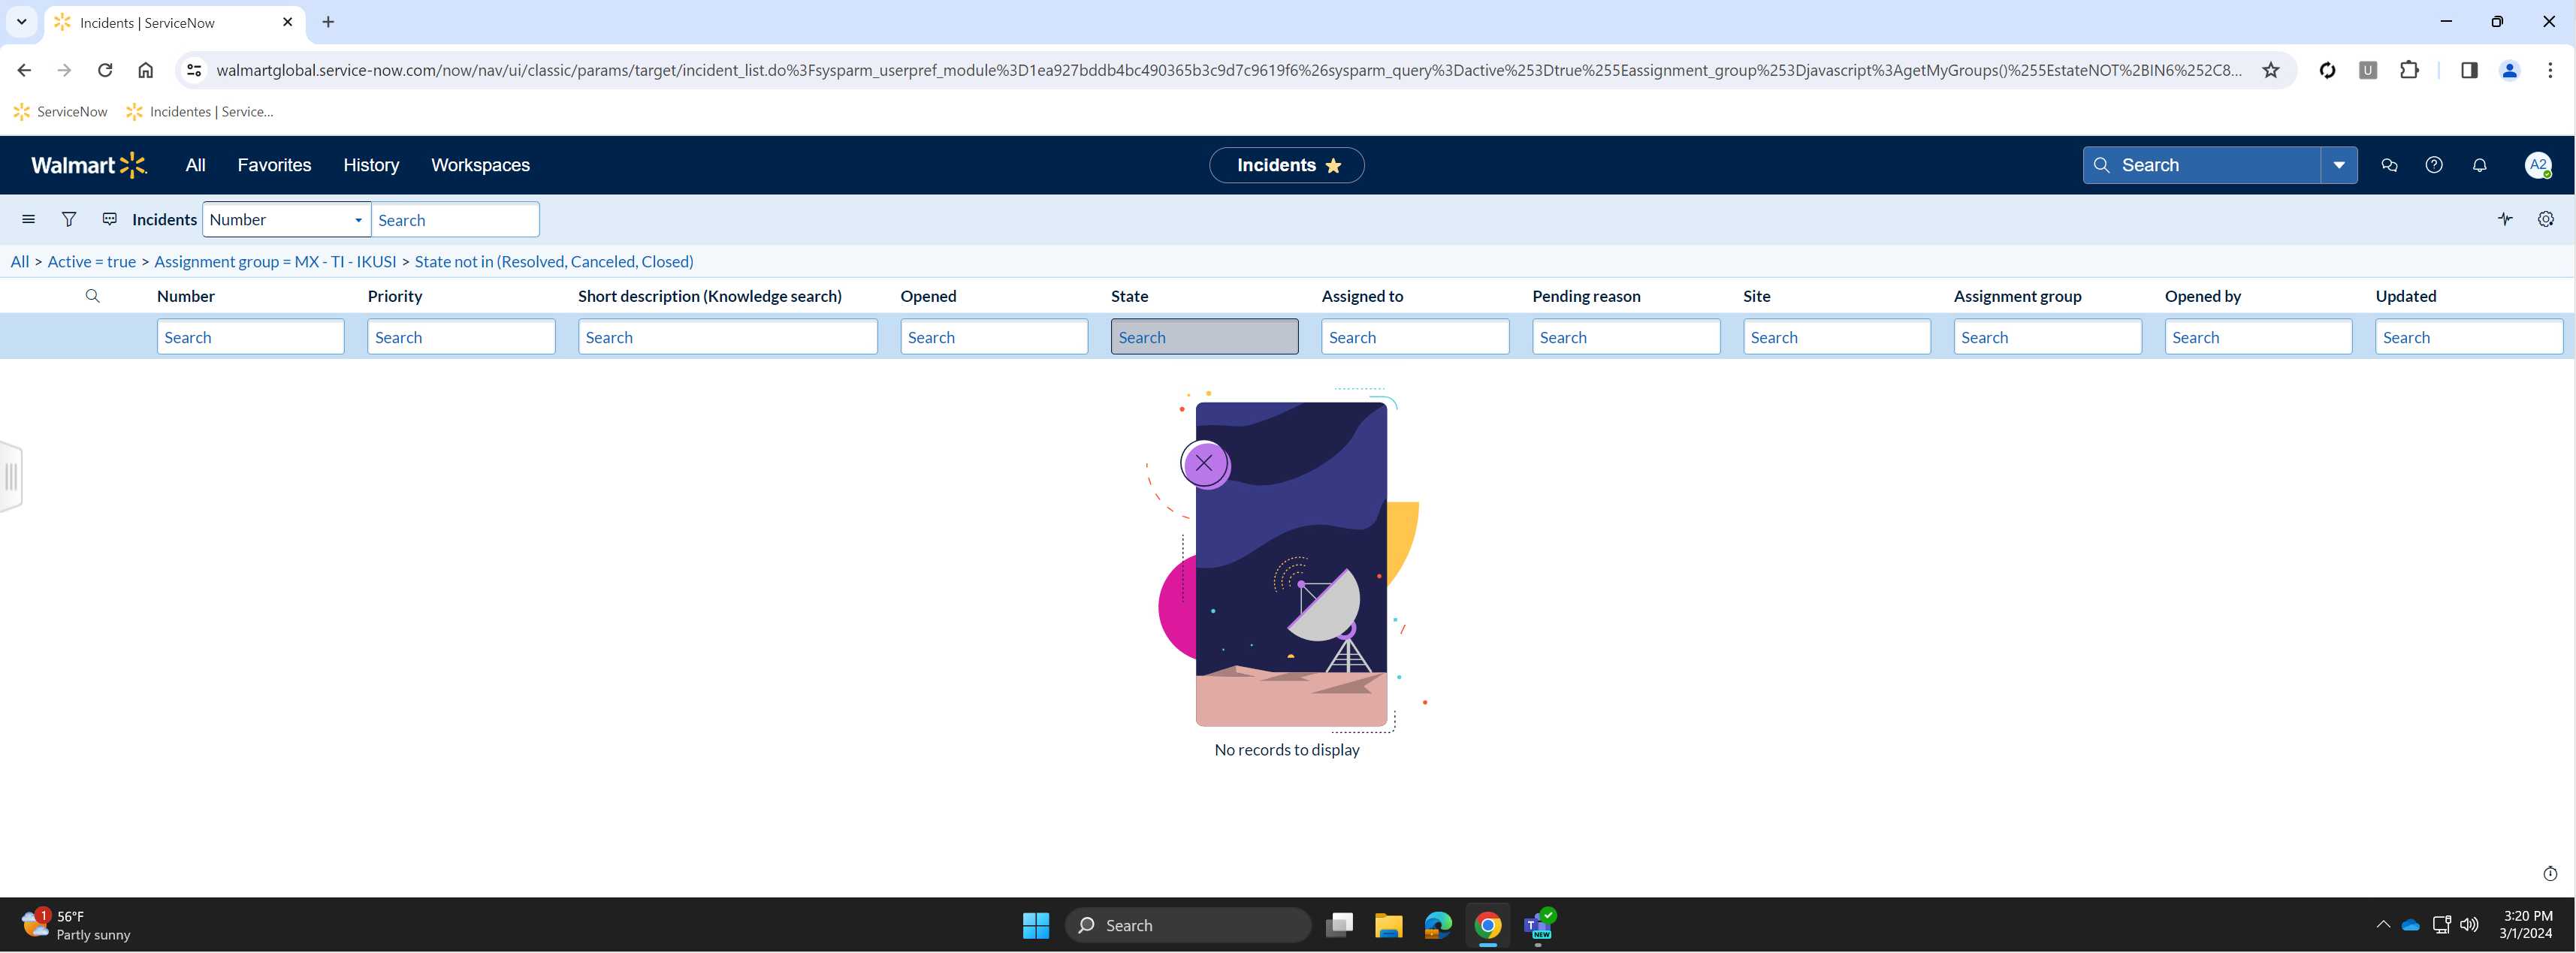 Incidents | ServiceNow
walmartglobal.service-now.com/now/nav/ui/classic/params/target/incident_list.do%3Fsysparm_userpref_module%3D1ea927bddb4bc490365b3c9d7c9619f6%26sysparm_query%3Dactive%253Dtrue%255Eassignment_group%253Djavascript%3AgetMyGroups()%255EstateNOT%2BIN6%252C8...
U
ServiceNow Incidentes | Service...
Walmart All Favorites History Workspaces Incidents Search A2
Incidents Number Search
All > Active = true > Assignment group = MX - TI - IKUSI > State not in (Resolved, Canceled, Closed)
Number Priority Short description (Knowledge search) Opened State Assigned to Pending reason Site Assignment group Opened by Updated
Search Search Search Search Search Search Search Search Search Search Search
No records to display
1 56°F
Partly sunny
Search
T NEW
3:20 PM
3/1/2024